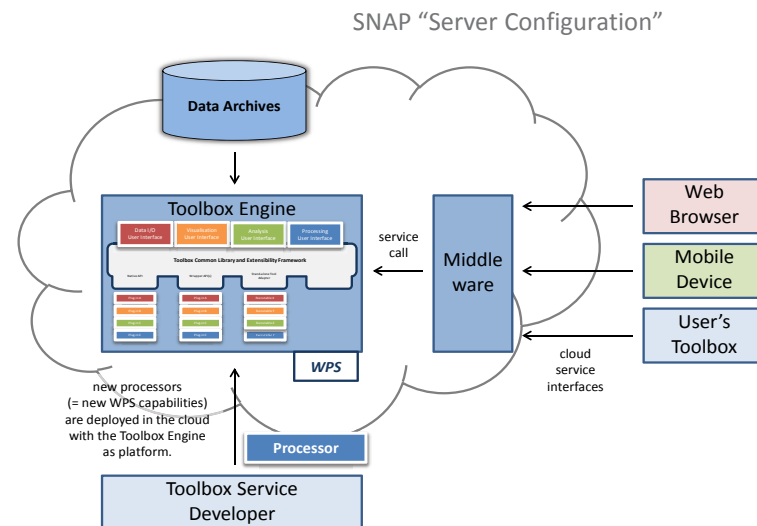 SNAP “Server Configuration”
Data Archives
Toolbox Engine
Data I/O
User Interface
Visualisation
User Interface
Analysis
User Interface
Processing
User Interface
Toolbox Common Library and Extensibility Framework
WPS
service
call
Middle
ware
Web
Browser
Mobile
Device
User’s
Toolbox
cloud
service
interfaces
new processors
(= new WPS capabilities)
are deployed in the cloud
with the Toolbox Engine
as platform.
Processor
Toolbox Service
Developer